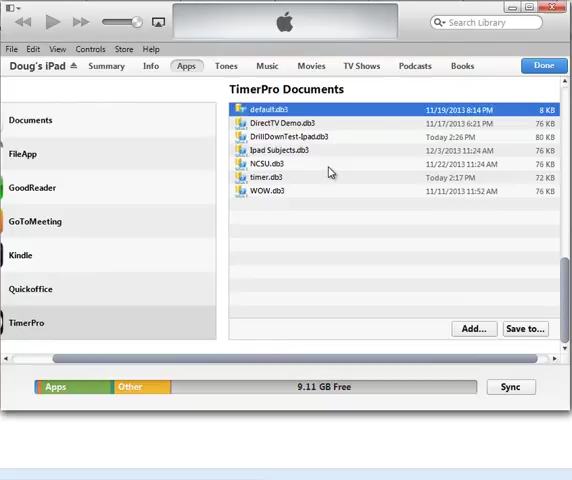 Search Library
File Edit View Controls Store Help
Doug's iPad Summary Info Apps Tones Music Movies TV Shows Podcasts Books Done
TimerPro Documents
Documents
FileApp
GoodReader
GoToMeeting
Kindle
Quickoffice
TimerPro
default.db3 11/19/2013 8:14 PM 8 KB
DirectTV Demo.db3 11/17/2013 6:21 PM 76 KB
DrillDownTest-Ipad.db3 Today 2:26 PM 80 KB
Ipad Subjects.db3 12/3/2013 11:24 AM 76 KB
NCSU.db3 11/22/2013 11:24 AM 76 KB
timer.db3 Today 2:17 PM 72 KB
WOW.db3 11/11/2013 11:52 AM 76 KB
Add... Save to...
Apps Other 9.11 GB Free Sync